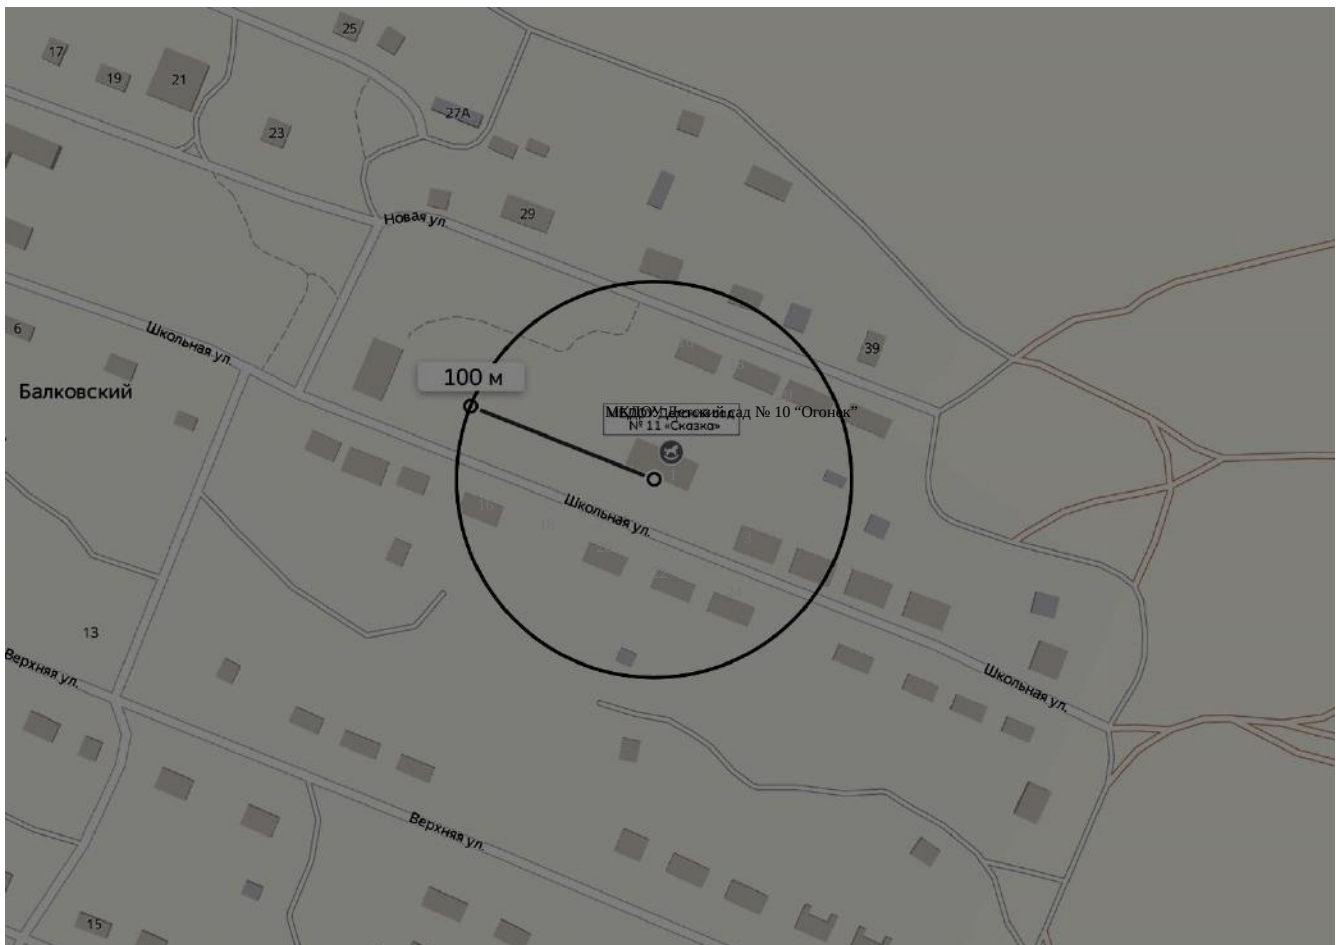 25
17
19
21
27А
23
29
Новая ул.
6
Школьная ул.
39
100 м
Балковский
МКДОУ Детский сад № 10 “Огонек”
№ 11 «Сказка»
16
Школьная ул.
13
Верхняя ул.
Школьная ул.
Верхняя ул.
15